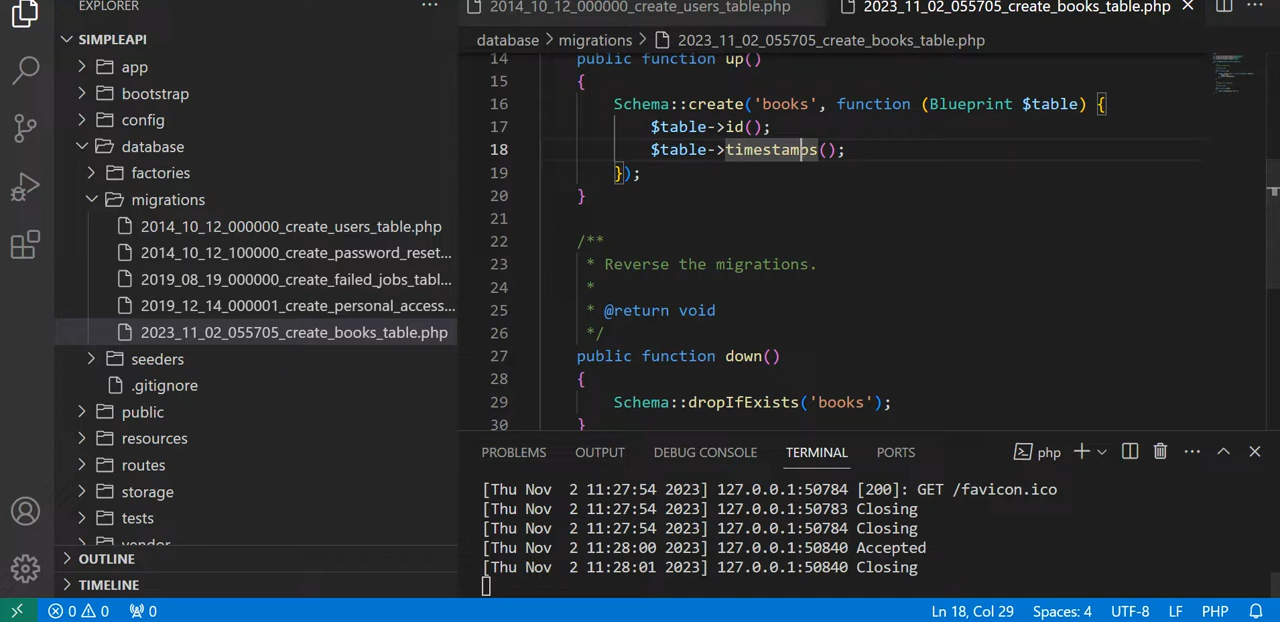 EXPLORER
SIMPLEAPI
app
bootstrap
config
database
factories
migrations
2014_10_12_000000_create_users_table.php
2014_10_12_100000_create_password_reset...
2019_08_19_000000_create_failed_jobs_tabl...
2019_12_14_000001_create_personal_access...
2023_11_02_055705_create_books_table.php
seeders
.gitignore
public
resources
routes
storage
tests
vendor
OUTLINE
TIMELINE
2014_10_12_000000_create_users_table.php
2023_11_02_055705_create_books_table.php
database > migrations > 2023_11_02_055705_create_books_table.php
14 public function up()
15 {
16 Schema::create('books', function (Blueprint $table) {
17 $table->id();
18 $table->timestamps();
19 });
20 }
21
22 /**
23 * Reverse the migrations.
24 *
25 * @return void
26 */
27 public function down()
28 {
29 Schema::dropIfExists('books');
30 }
PROBLEMS OUTPUT DEBUG CONSOLE TERMINAL PORTS php
[Thu Nov  2 11:27:54 2023] 127.0.0.1:50784 [200]: GET /favicon.ico
[Thu Nov  2 11:27:54 2023] 127.0.0.1:50783 Closing
[Thu Nov  2 11:27:54 2023] 127.0.0.1:50784 Closing
[Thu Nov  2 11:28:00 2023] 127.0.0.1:50840 Accepted
[Thu Nov  2 11:28:01 2023] 127.0.0.1:50840 Closing
0 0 0 Ln 18, Col 29 Spaces: 4 UTF-8 LF PHP